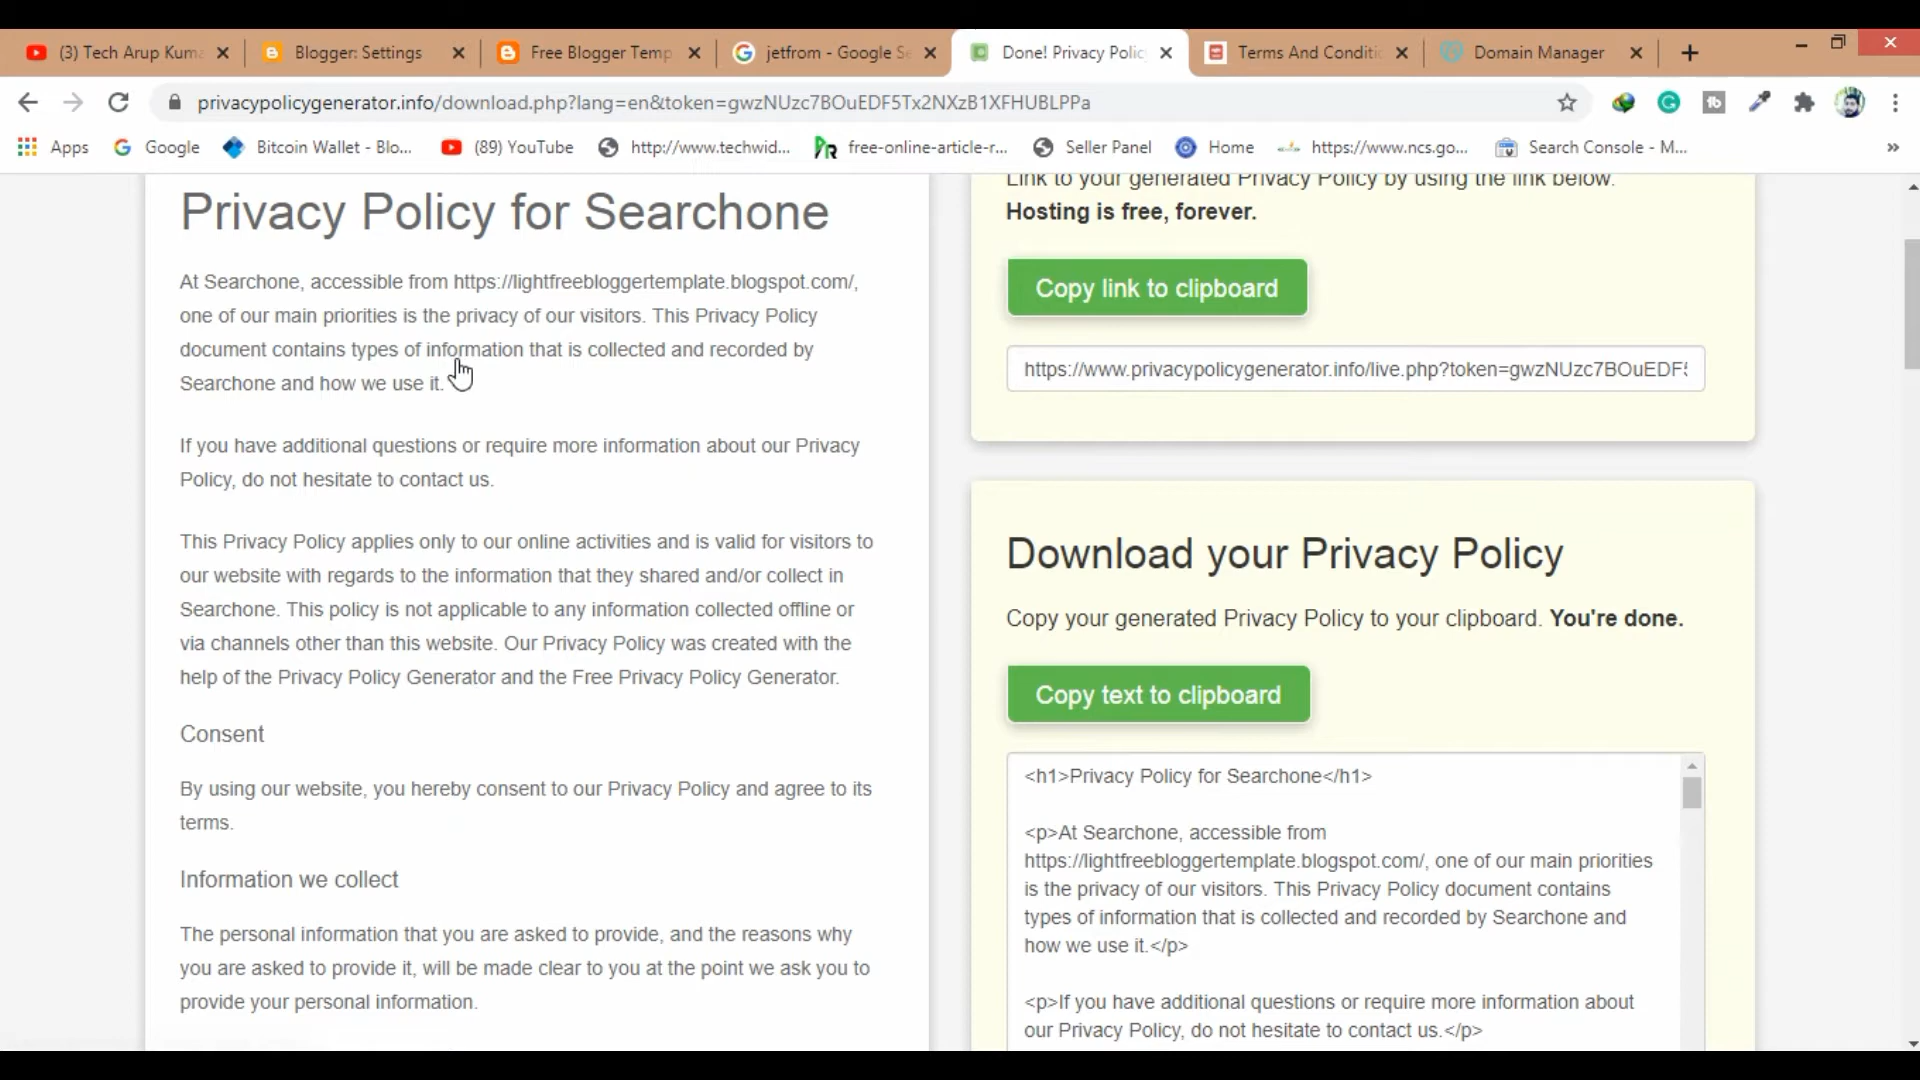 (3) Tech Arup Kuma
Blogger: Settings
Free Blogger Temp
jetfrom - Google Se
Done! Privacy Polic
Terms And Conditio
Domain Manager
privacypolicygenerator.info/download.php?lang=en&token=gwzNUzc7BOuEDF5Tx2NXzB1XFHUBLPPa
Apps
Google
Bitcoin Wallet - Blo...
(89) YouTube
http://www.techwid...
free-online-article-r...
Seller Panel
Home
https://www.ncs.go...
Search Console - M...
»
Privacy Policy for Searchone
At Searchone, accessible from https://lightfreebloggertemplate.blogspot.com/,
one of our main priorities is the privacy of our visitors. This Privacy Policy
document contains types of information that is collected and recorded by
Searchone and how we use it.
If you have additional questions or require more information about our Privacy
Policy, do not hesitate to contact us.
This Privacy Policy applies only to our online activities and is valid for visitors to
our website with regards to the information that they shared and/or collect in
Searchone. This policy is not applicable to any information collected offline or
via channels other than this website. Our Privacy Policy was created with the
help of the Privacy Policy Generator and the Free Privacy Policy Generator.
Consent
By using our website, you hereby consent to our Privacy Policy and agree to its
terms.
Information we collect
The personal information that you are asked to provide, and the reasons why
you are asked to provide it, will be made clear to you at the point we ask you to
provide your personal information.
Link to your generated Privacy Policy by using the link below.
Hosting is free, forever.
Copy link to clipboard
https://www.privacypolicygenerator.info/live.php?token=gwzNUzc7BOuEDF5
Download your Privacy Policy
Copy your generated Privacy Policy to your clipboard. You're done.
Copy text to clipboard
<h1>Privacy Policy for Searchone</h1>
<p>At Searchone, accessible from
https://lightfreebloggertemplate.blogspot.com/, one of our main priorities
is the privacy of our visitors. This Privacy Policy document contains
types of information that is collected and recorded by Searchone and
how we use it.</p>
<p>If you have additional questions or require more information about
our Privacy Policy, do not hesitate to contact us.</p>